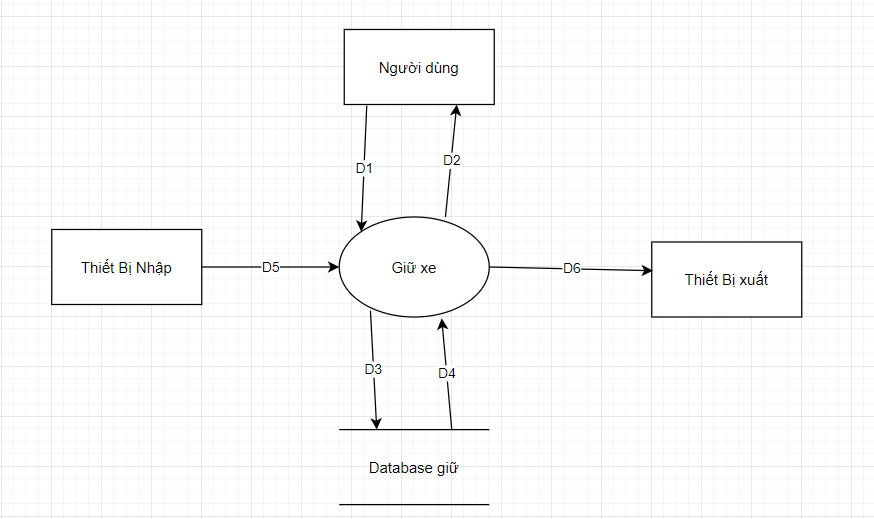 Người dùng
D1
D2
Thiết Bị Nhập
D5
Giữ xe
D6
Thiết Bị xuất
D3
D4
Database giữ